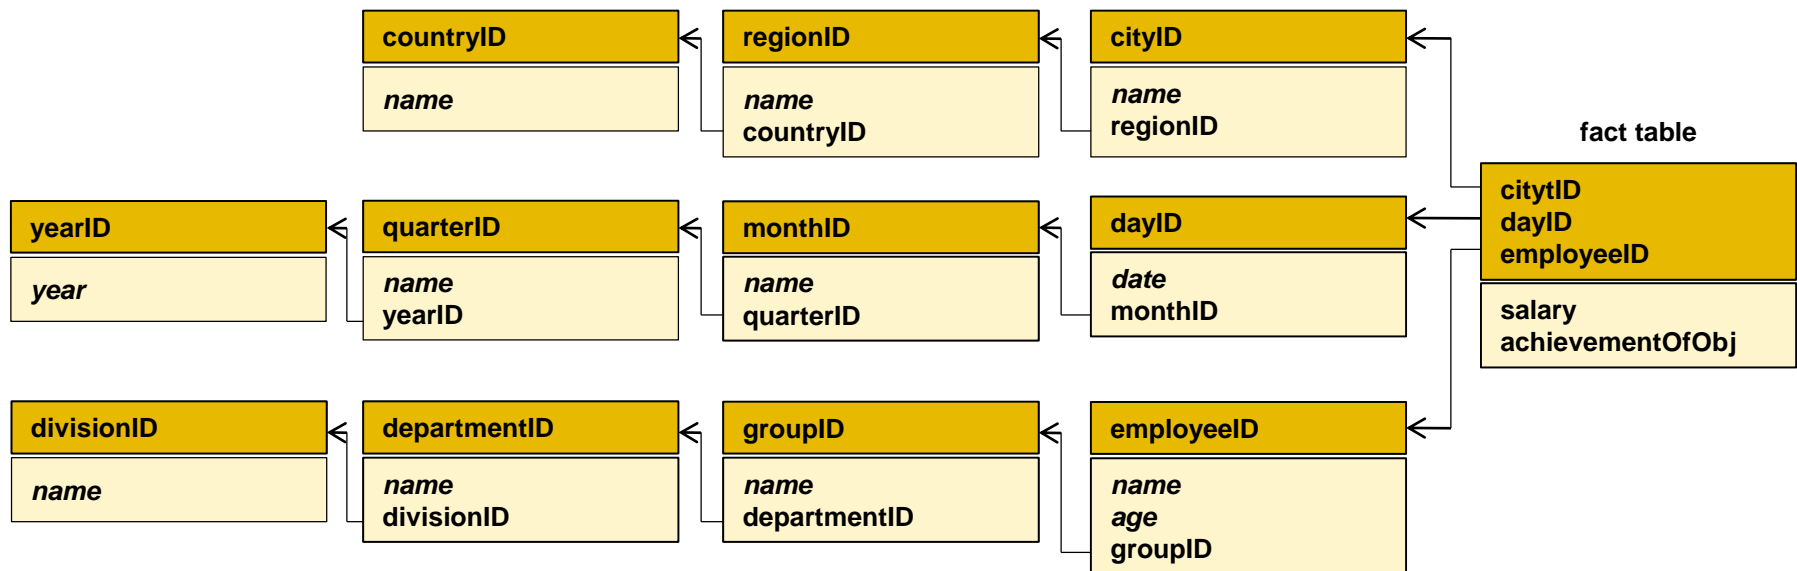 countryID
name
regionID
name
countryID
cityID
name
regionID
fact table
citytID
dayID
employeeID
salary
achievementOfObj
yearID
year
quarterID
name
yearID
monthID
name
quarterID
dayID
date
monthID
divisionID
name
departmentID
name
divisionID
groupID
name
departmentID
employeeID
name
age
groupID